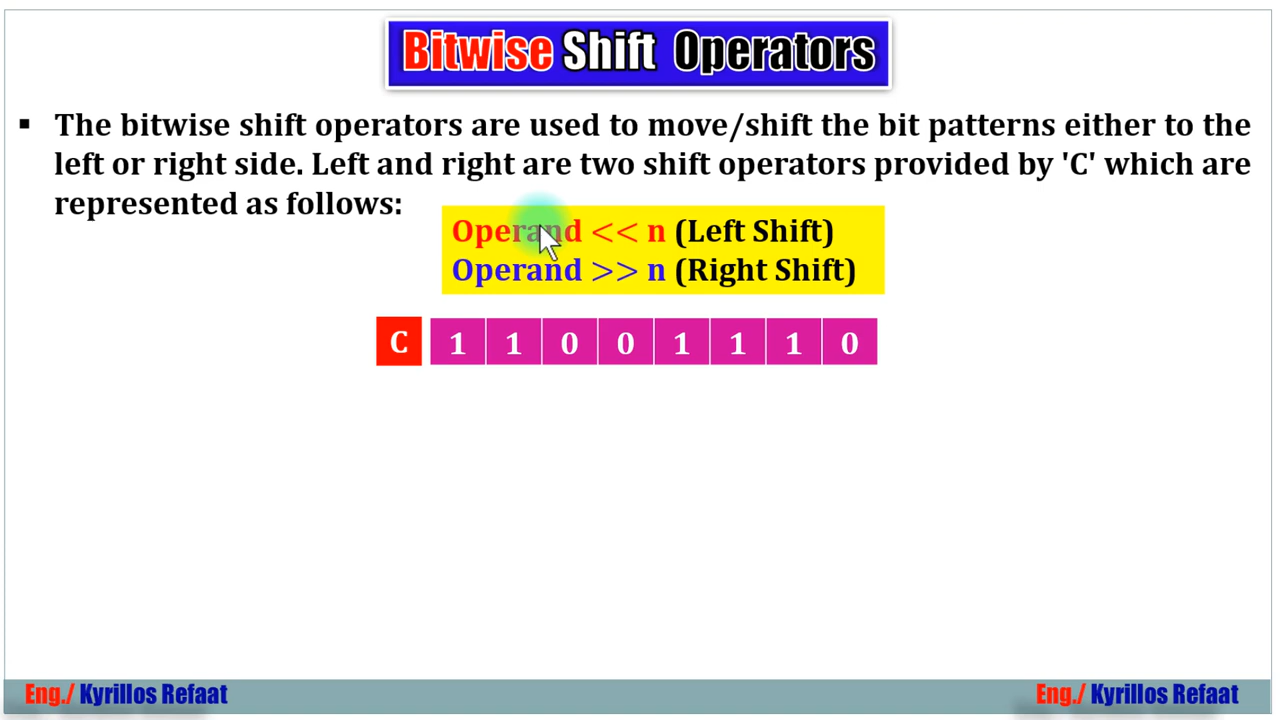 Bitwise Shift Operators
▪ The bitwise shift operators are used to move/shift the bit patterns either to the
left or right side. Left and right are two shift operators provided by 'C' which are
represented as follows:
Operand << n (Left Shift)
Operand >> n (Right Shift)
C 1 1 0 0 1 1 1 0
Eng./ Kyrillos Refaat
Eng./ Kyrillos Refaat